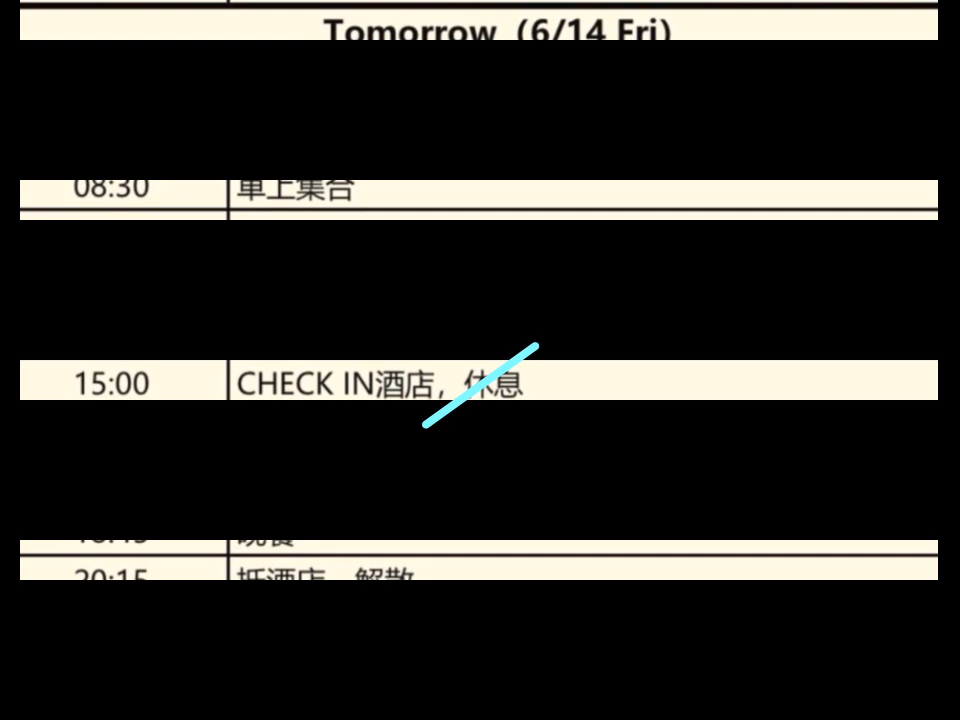 Tomorrow（6/14 Fri）
08:30 車上集合
15:00 CHECK IN酒店，休息
晚餐
20:15 抵酒店，解散